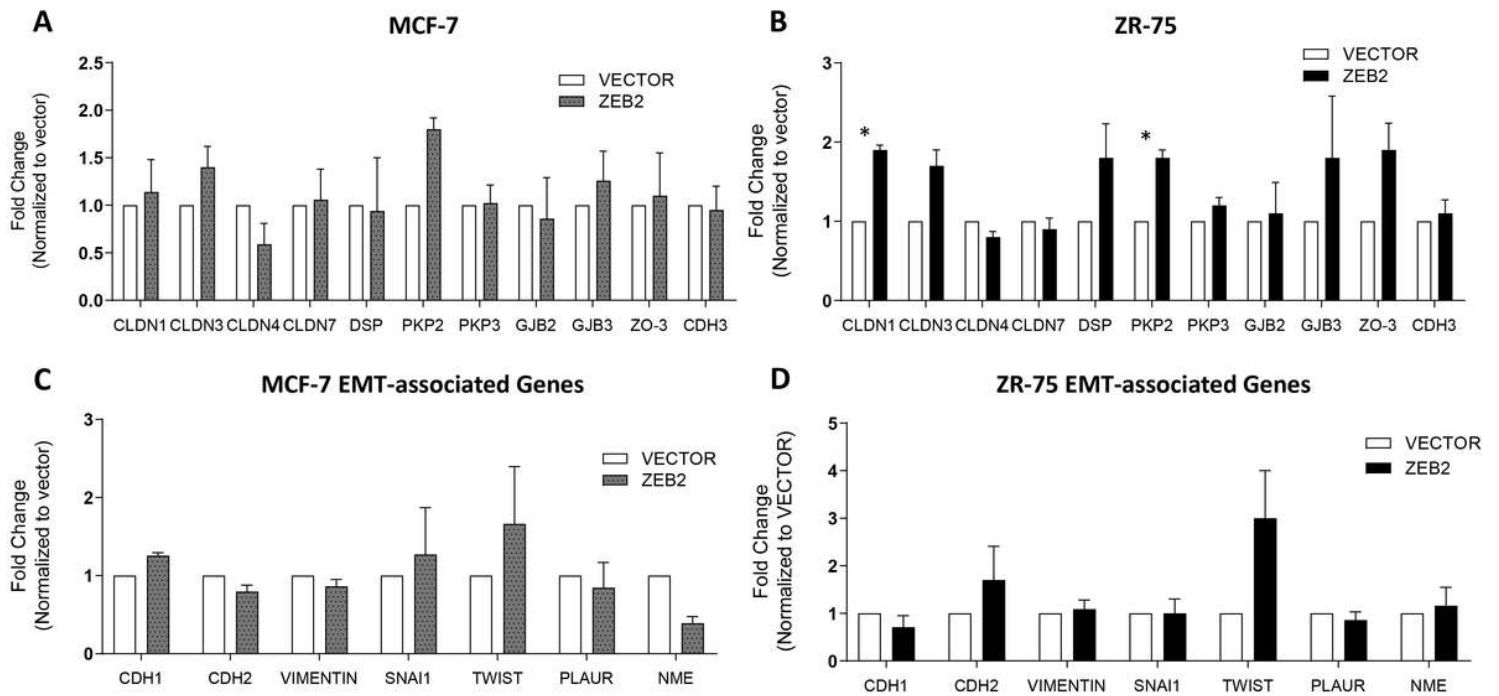 A
MCF-7
Fold Change
(Normalized to vector)
2.5
2.0
1.5
1.0
0.5
0.0
VECTOR
ZEB2
CLDN1 CLDN3 CLDN4 CLDN7 DSP PKP2 PKP3 GJB2 GJB3 ZO-3 CDH3
B
ZR-75
Fold Change
(Normalized to vector)
3
2
1
0
VECTOR
ZEB2
*
*
CLDN1 CLDN3 CLDN4 CLDN7 DSP PKP2 PKP3 GJB2 GJB3 ZO-3 CDH3
C
MCF-7 EMT-associated Genes
Fold Change
(Normalized to vector)
3
2
1
0
VECTOR
ZEB2
CDH1 CDH2 VIMENTIN SNAI1 TWIST PLAUR NME
D
ZR-75 EMT-associated Genes
Fold Change
(Normalized to VECTOR)
5
4
3
2
1
0
VECTOR
ZEB2
CDH1 CDH2 VIMENTIN SNAI1 TWIST PLAUR NME